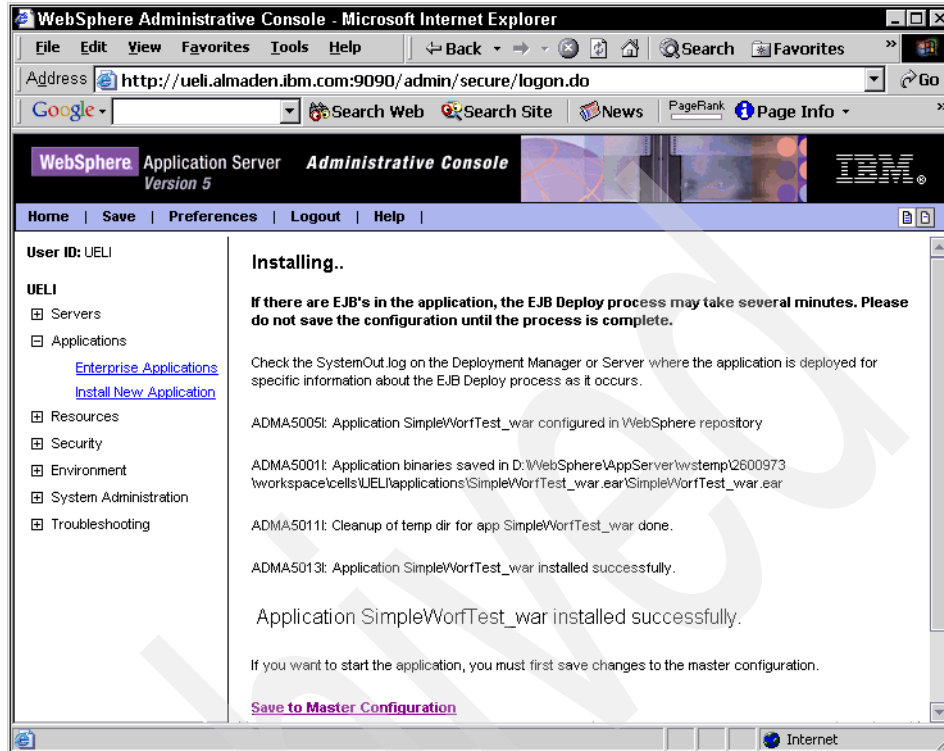 WebSphere Administrative Console - Microsoft Internet Explorer
File Edit View Favorites Tools Help Back Search Favorites »
Address http://ueli.almaden.ibm.com:9090/admin/secure/logon.do Go
Google Search Web Search Site News PageRank Page Info »
WebSphere Application Server Administrative Console IBM®
Version 5
Home | Save | Preferences | Logout | Help |
User ID: UELI
UELI
Servers
Applications
Enterprise Applications
Install New Application
Resources
Security
Environment
System Administration
Troubleshooting
Installing..
If there are EJB's in the application, the EJB Deploy process may take several minutes. Please
do not save the configuration until the process is complete.
Check the SystemOut.log on the Deployment Manager or Server where the application is deployed for
specific information about the EJB Deploy process as it occurs.
ADMA5005I: Application SimpleWorfTest_war configured in WebSphere repository
ADMA5001I: Application binaries saved in D:\WebSphere\AppServer\wstemp\2600973
\workspace\cells\UELI\applications\SimpleWorfTest_war.ear\SimpleWorfTest_war.ear
ADMA5011I: Cleanup of temp dir for app SimpleWorfTest_war done.
ADMA5013I: Application SimpleWorfTest_war installed successfully.
Application SimpleWorfTest_war installed successfully.
If you want to start the application, you must first save changes to the master configuration.
Save to Master Configuration
Internet